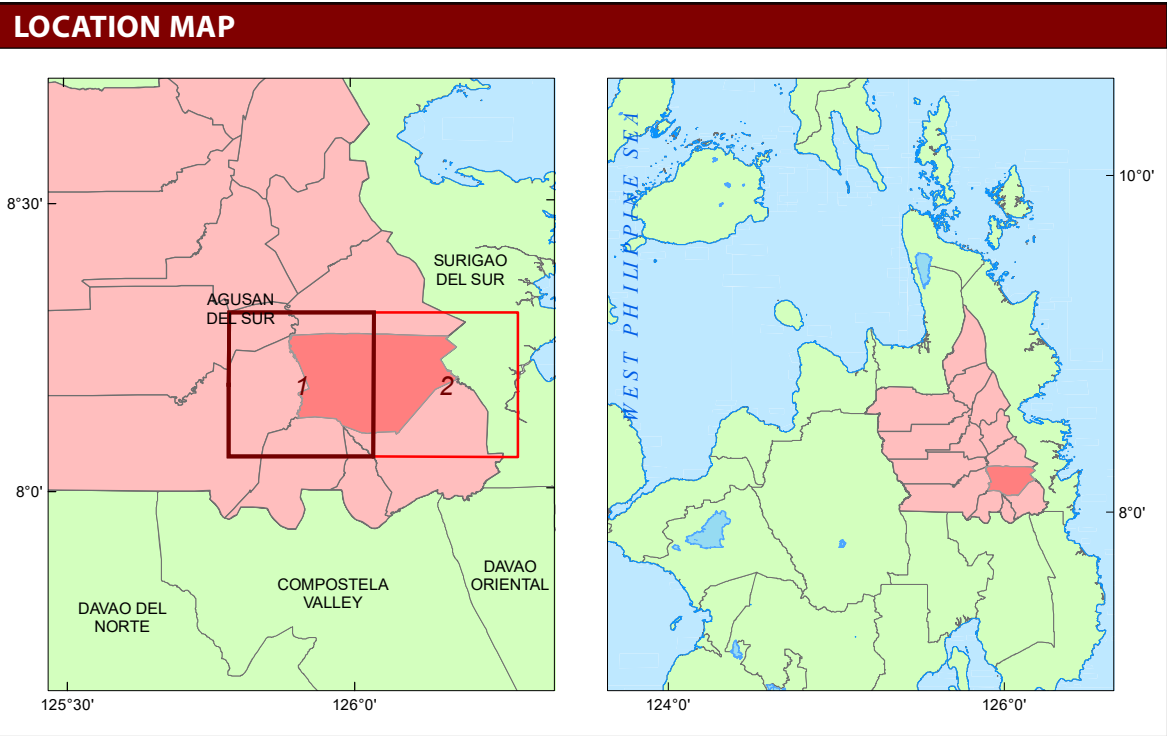 LOCATION MAP
8°30'
8°0'
125°30'
126°0'
SURIGAO
DEL SUR
AGUSAN
DEL SUR
1
2
DAVAO
ORIENTAL
COMPOSTELA
VALLEY
DAVAO DEL
NORTE
WEST PHILIPPINE SEA
10°0'
8°0'
124°0'
126°0'